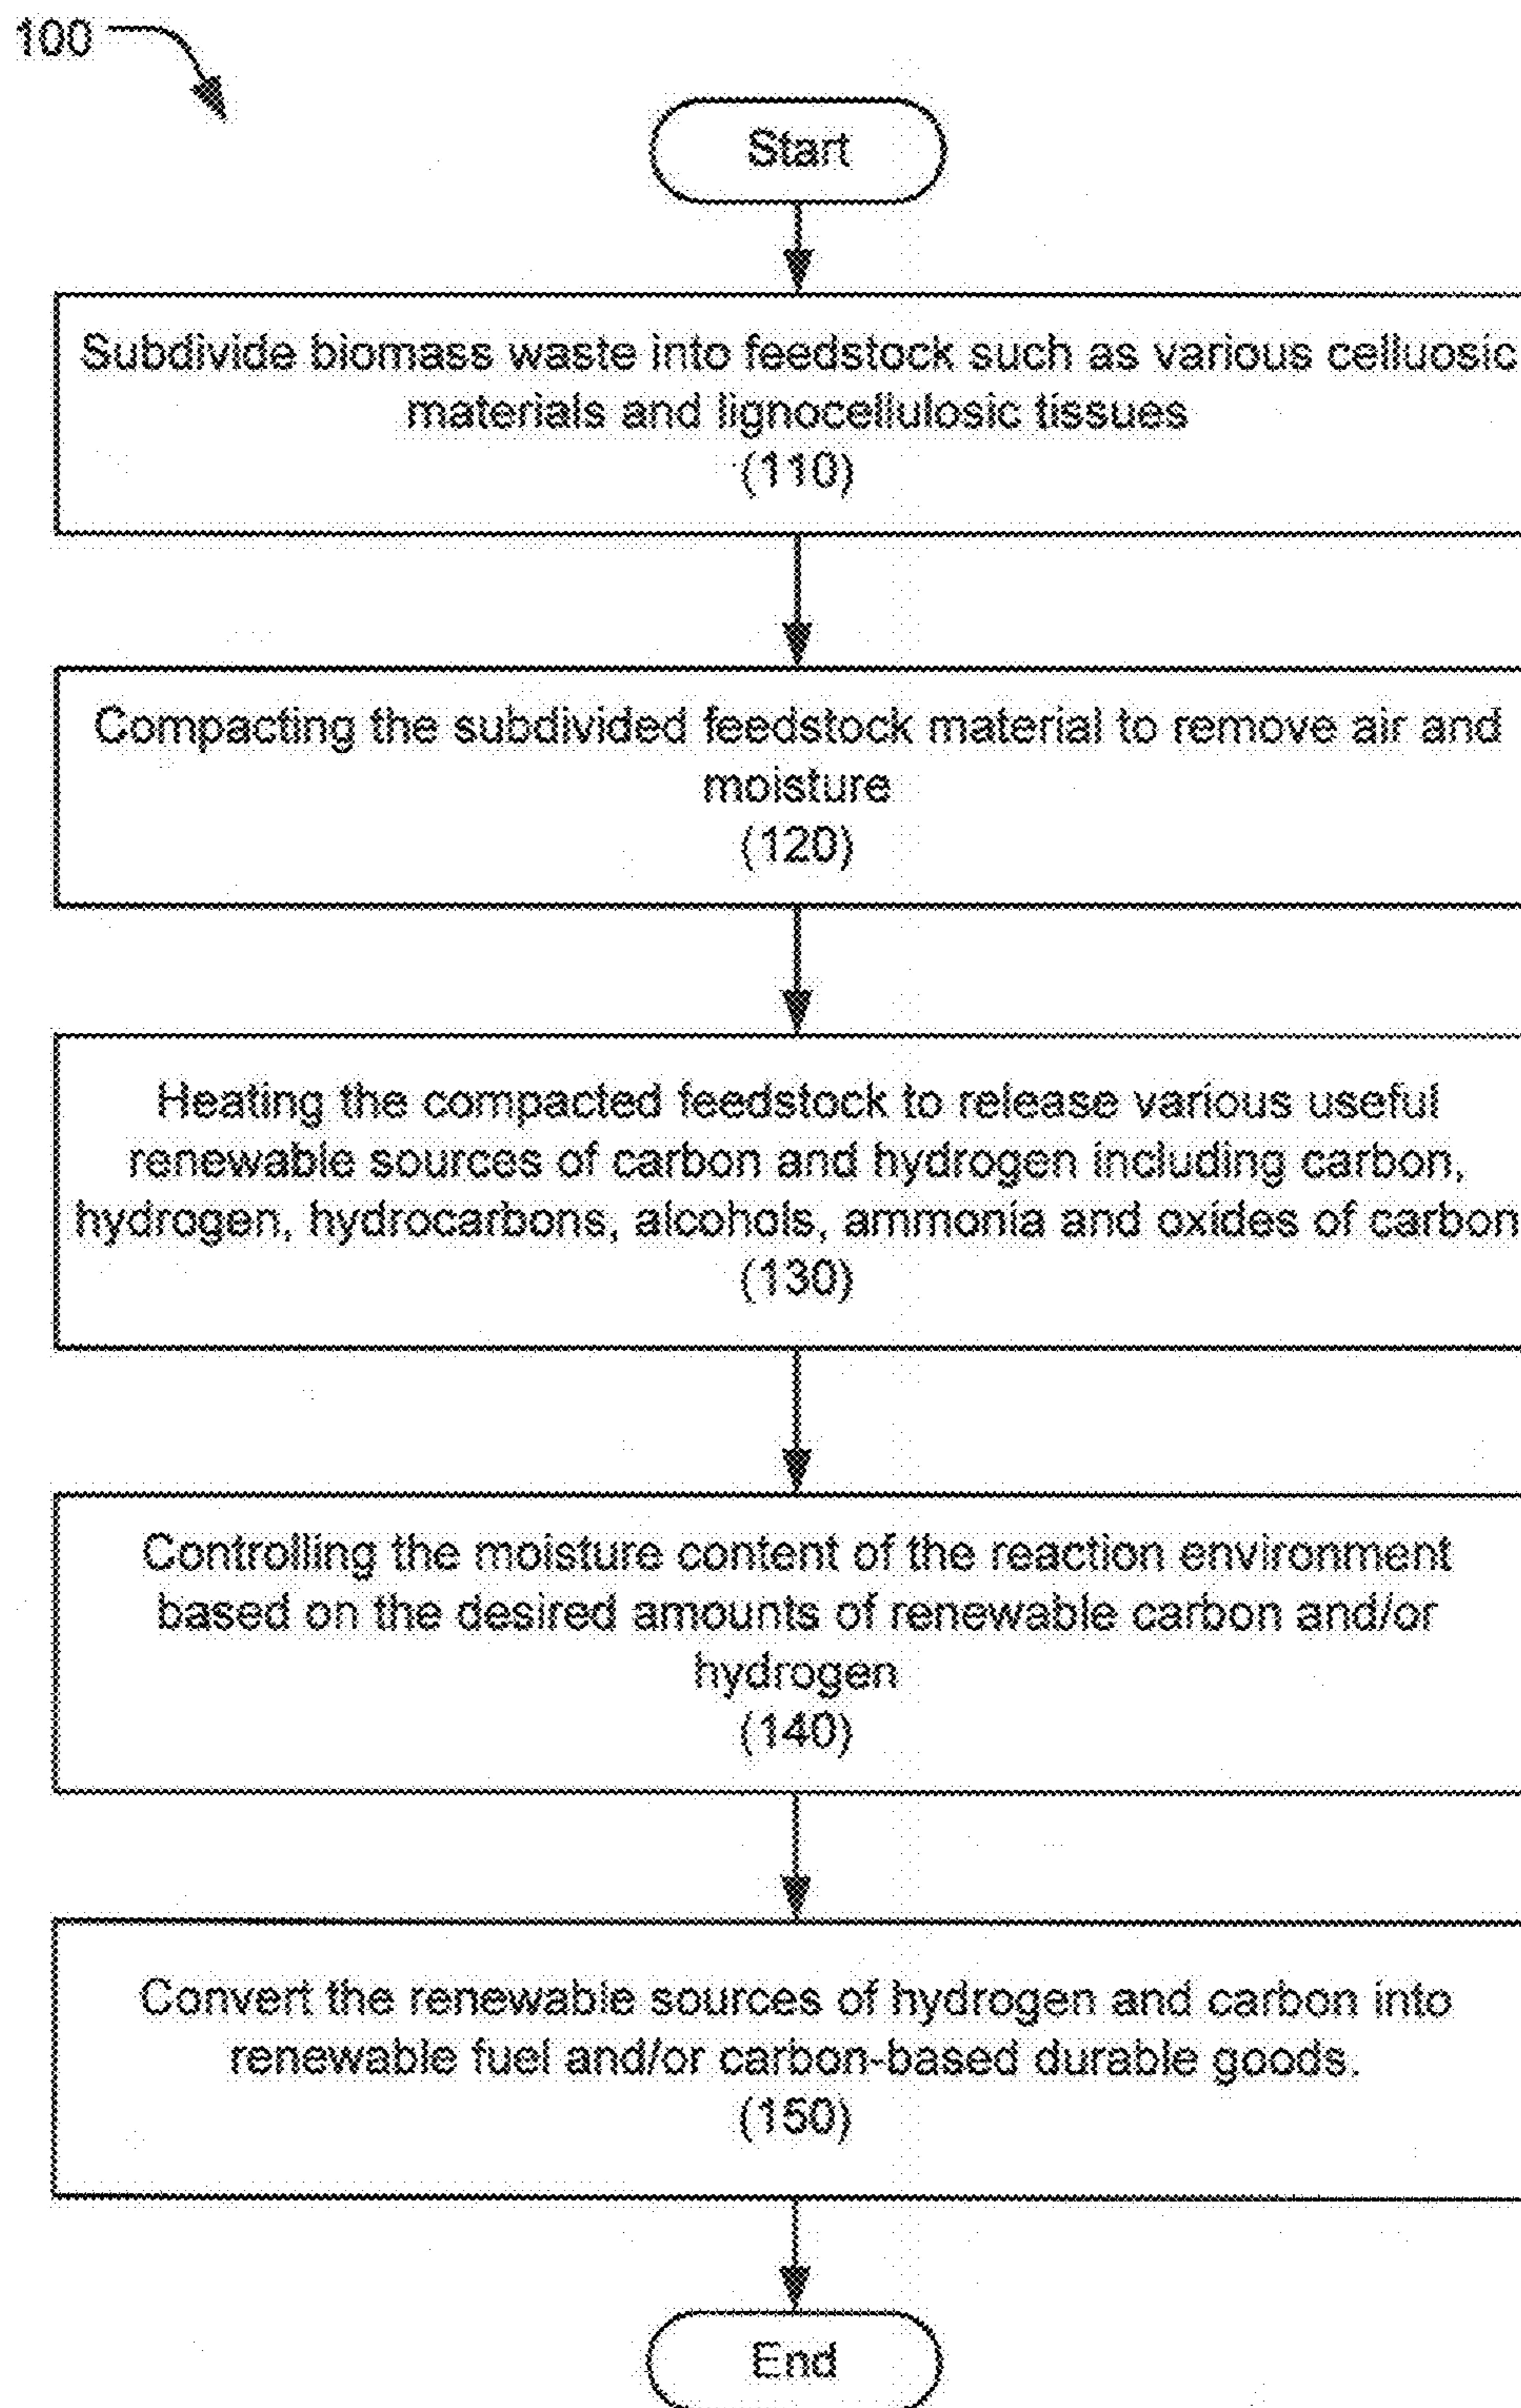 100
Start
Subdivide biomass waste into feedstock such as various celluosic
materials and lignocellulosic tissues
(110)
Compacting the subdivided feedstock material to remove air and
moisture
(120)
Heating the compacted feedstock to release various useful
renewable sources of carbon and hydrogen including carbon,
hydrogen, hydrocarbons, alcohols, ammonia and oxides of carbon
(130)
Controlling the moisture content of the reaction environment
based on the desired amounts of renewable carbon and/or
hydrogen
(140)
Convert the renewable sources of hydrogen and carbon into
renewable fuel and/or carbon-based durable goods.
(150)
End